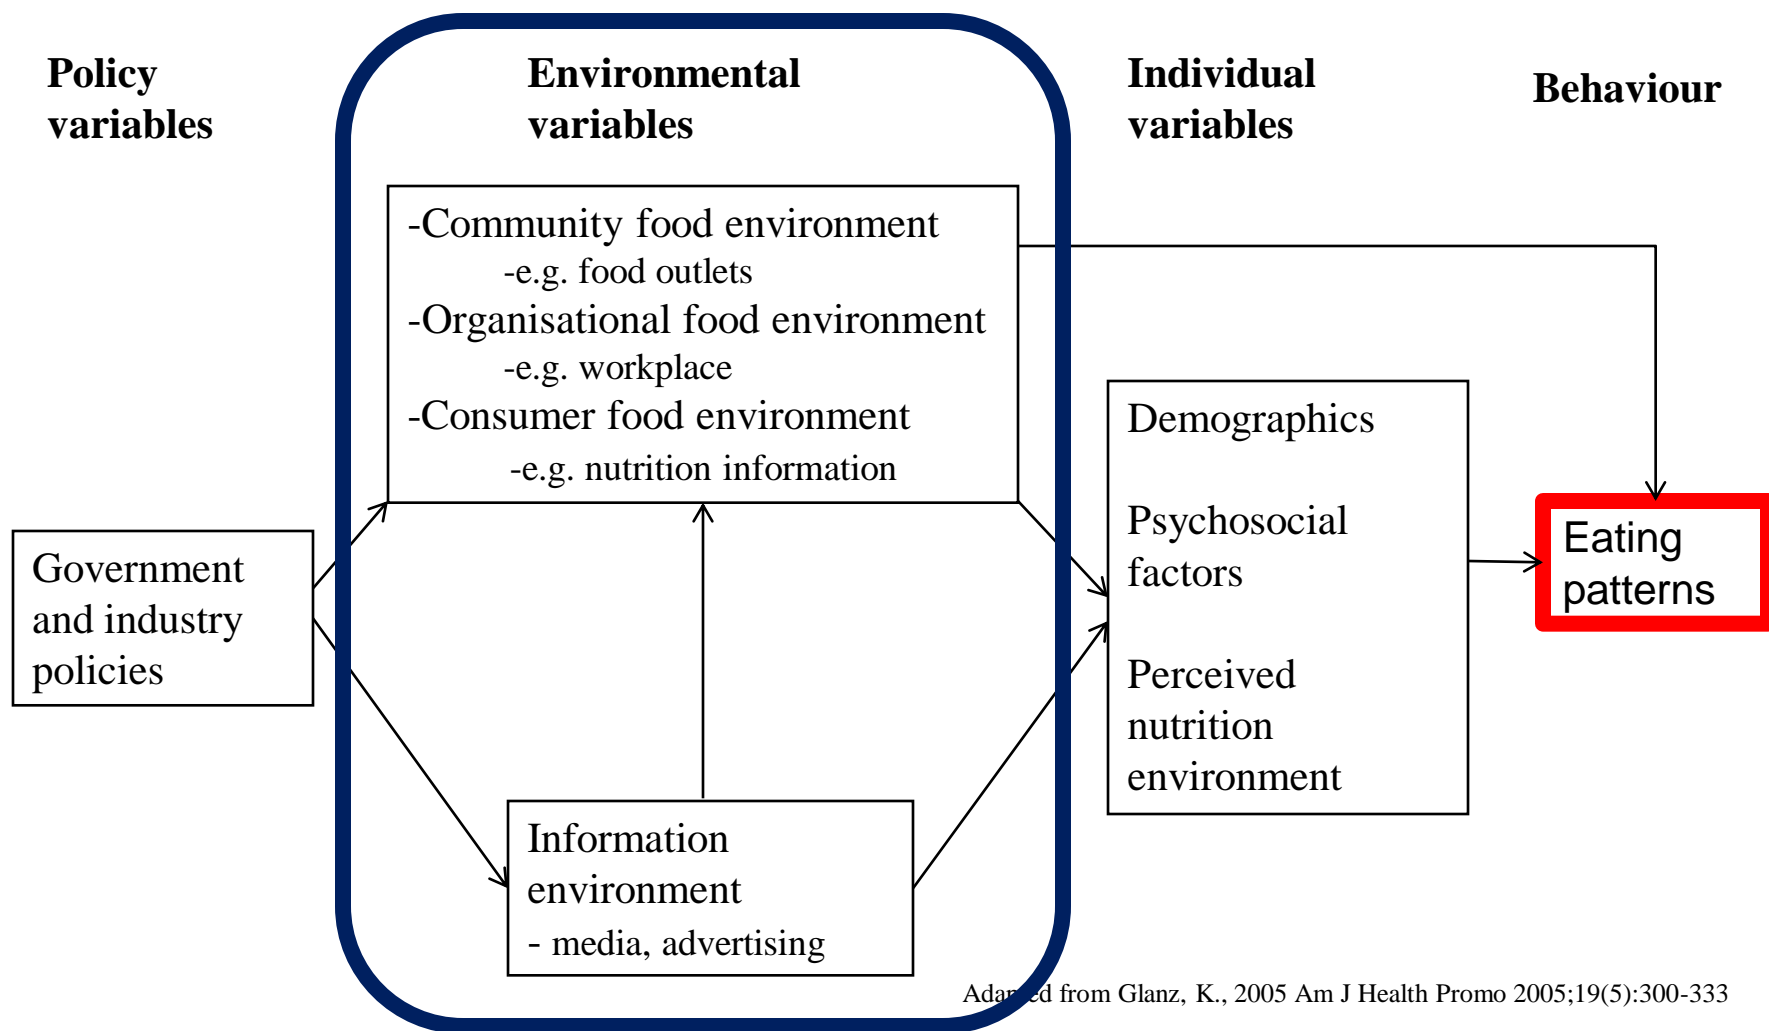 Policy
variables
Environmental
variables
Individual
variables
Behaviour
-Community food environment
-e.g. food outlets
-Organisational food environment
-e.g. workplace
-Consumer food environment
-e.g. nutrition information
Government
and industry
policies
Information
environment
- media, advertising
Demographics
Psychosocial
factors
Perceived
nutrition
environment
Eating
patterns
Adapted from Glanz, K., 2005 Am J Health Promo 2005;19(5):300-333